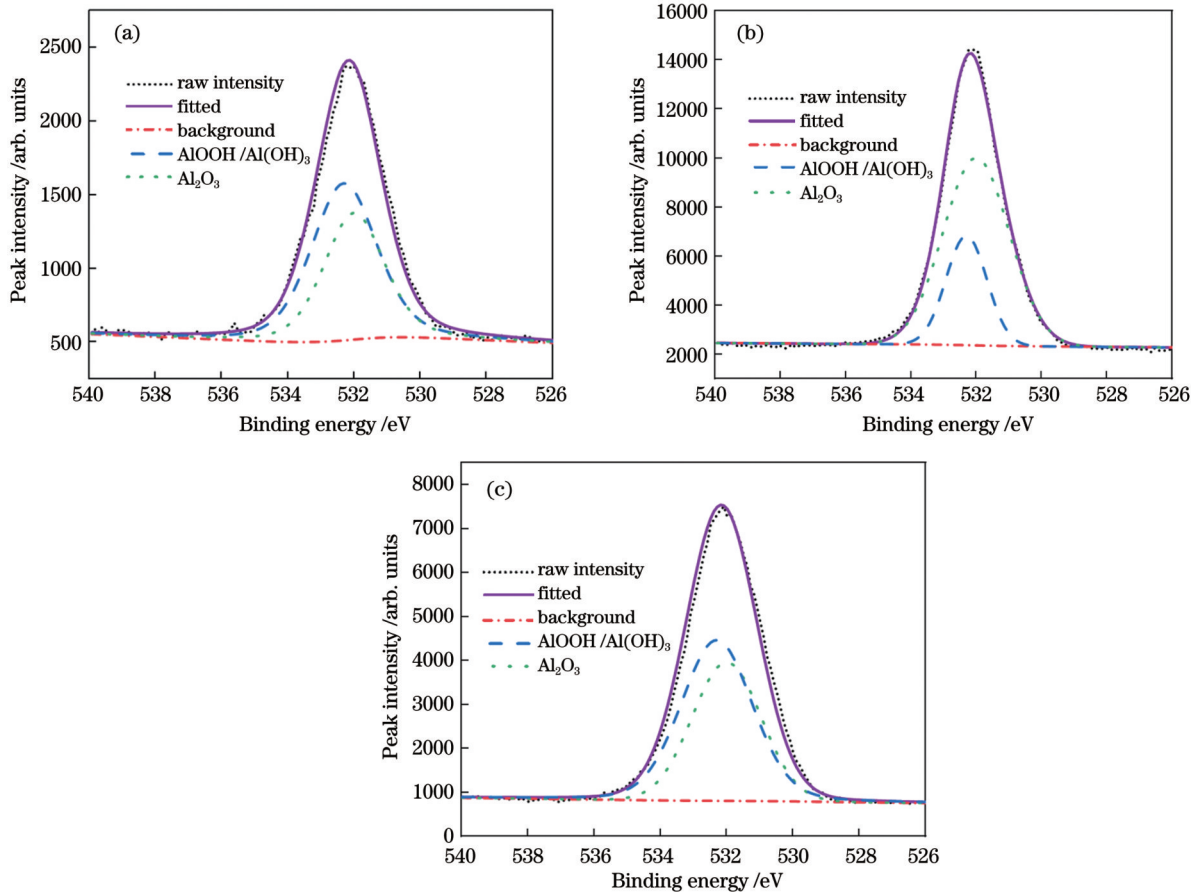 (a)
2500
2000
1500
1000
500
raw intensity
fitted
background
AlOOH /Al(OH)₃
Al₂O₃
540 538 536 534 532 530 528 526
Binding energy /eV
Peak intensity /arb. units
(b)
16000
14000
12000
10000
8000
6000
4000
2000
raw intensity
fitted
background
AlOOH /Al(OH)₃
Al₂O₃
540 538 536 534 532 530 528 526
Binding energy /eV
Peak intensity /arb. units
(c)
8000
7000
6000
5000
4000
3000
2000
1000
0
raw intensity
fitted
background
AlOOH /Al(OH)₃
Al₂O₃
540 538 536 534 532 530 528 526
Binding energy /eV
Peak intensity /arb. units